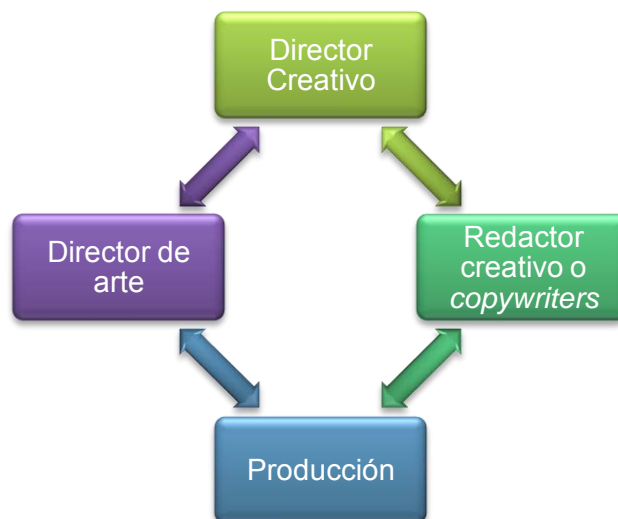 Director
Creativo
Director de
arte
Redactor
creativo o
copywriters
Producción